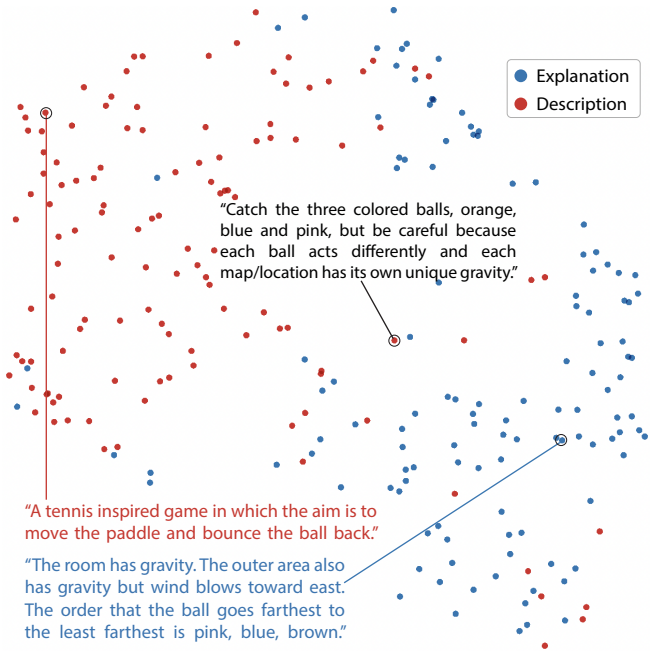 Explanation
Description
“Catch the three colored balls, orange,
blue and pink, but be careful because
each ball acts differently and each
map/location has its own unique gravity.”
“A tennis inspired game in which the aim is to
move the paddle and bounce the ball back.”
“The room has gravity. The outer area also
has gravity but wind blows toward east.
The order that the ball goes farthest to
the least farthest is pink, blue, brown.”